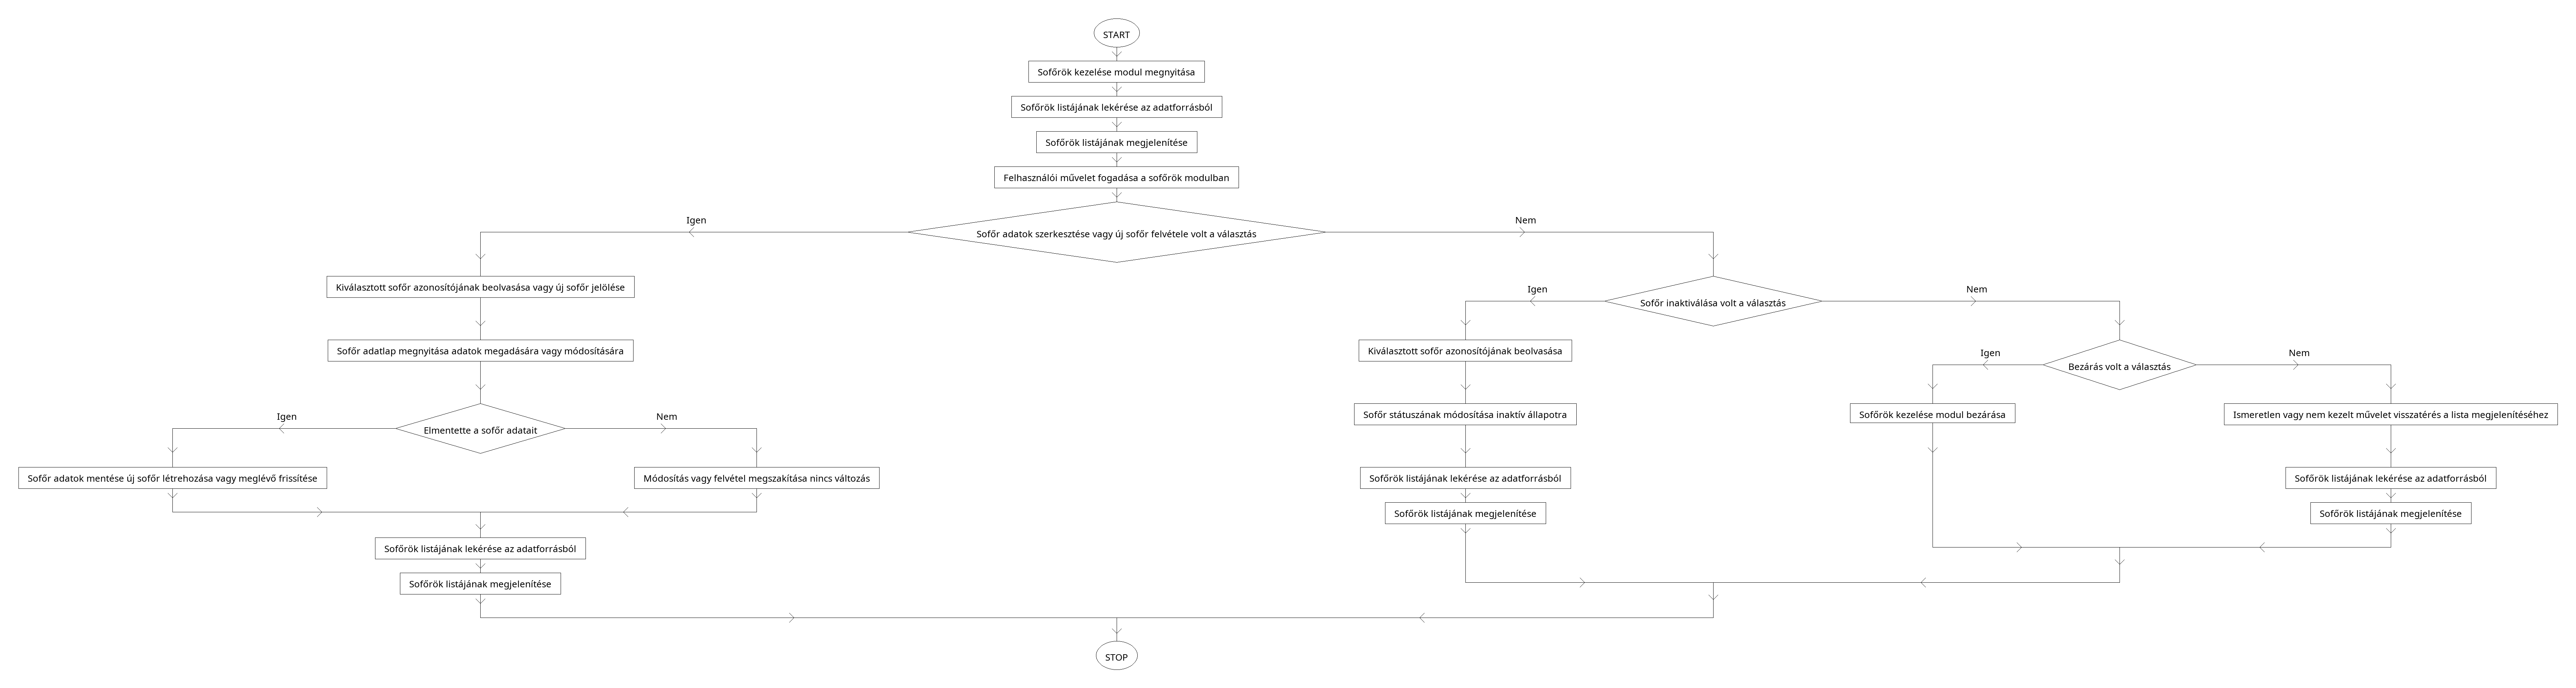 START
Sofőrök kezelése modul megnyitása
Sofőrök listájának lekérése az adatforrásból
Sofőrök listájának megjelenítése
Felhasználói művelet fogadása a sofőrök modulban
Sofőr adatok szerkesztése vagy új sofőr felvétele volt a választás
Igen
Nem
Kiválasztott sofőr azonosítójának beolvasása vagy új sofőr jelölése
Sofőr adatlap megnyitása adatok megadására vagy módosítására
Elmentette a sofőr adatait
Igen
Nem
Sofőr adatok mentése új sofőr létrehozása vagy meglévő frissítése
Módosítás vagy felvétel megszakítása nincs változás
Sofőrök listájának lekérése az adatforrásból
Sofőrök listájának megjelenítése
Sofőr inaktiválása volt a választás
Igen
Nem
Kiválasztott sofőr azonosítójának beolvasása
Sofőr státuszának módosítása inaktív állapotra
Sofőrök listájának lekérése az adatforrásból
Sofőrök listájának megjelenítése
Bezárás volt a választás
Igen
Nem
Sofőrök kezelése modul bezárása
Ismeretlen vagy nem kezelt művelet visszatérés a lista megjelenítéséhez
Sofőrök listájának lekérése az adatforrásból
Sofőrök listájának megjelenítése
STOP